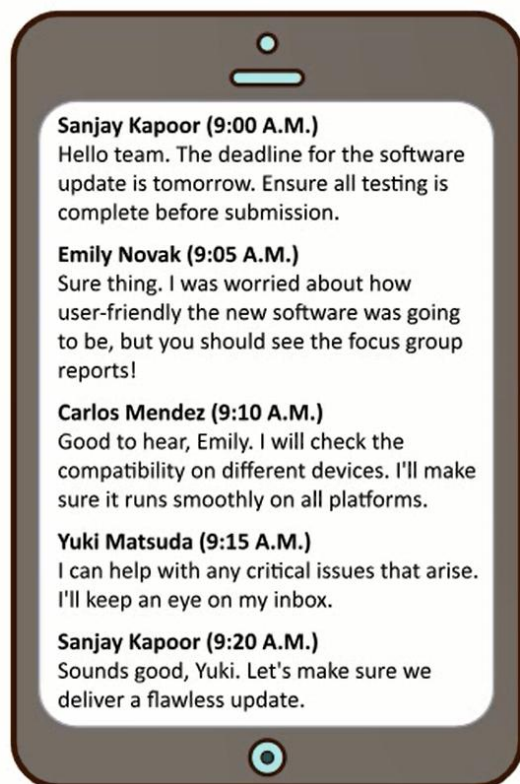 Sanjay Kapoor (9:00 A.M.)
Hello team. The deadline for the software
update is tomorrow. Ensure all testing is
complete before submission.
Emily Novak (9:05 A.M.)
Sure thing. I was worried about how
user-friendly the new software was going
to be, but you should see the focus group
reports!
Carlos Mendez (9:10 A.M.)
Good to hear, Emily. I will check the
compatibility on different devices. I'll make
sure it runs smoothly on all platforms.
Yuki Matsuda (9:15 A.M.)
I can help with any critical issues that arise.
I'll keep an eye on my inbox.
Sanjay Kapoor (9:20 A.M.)
Sounds good, Yuki. Let's make sure we
deliver a flawless update.